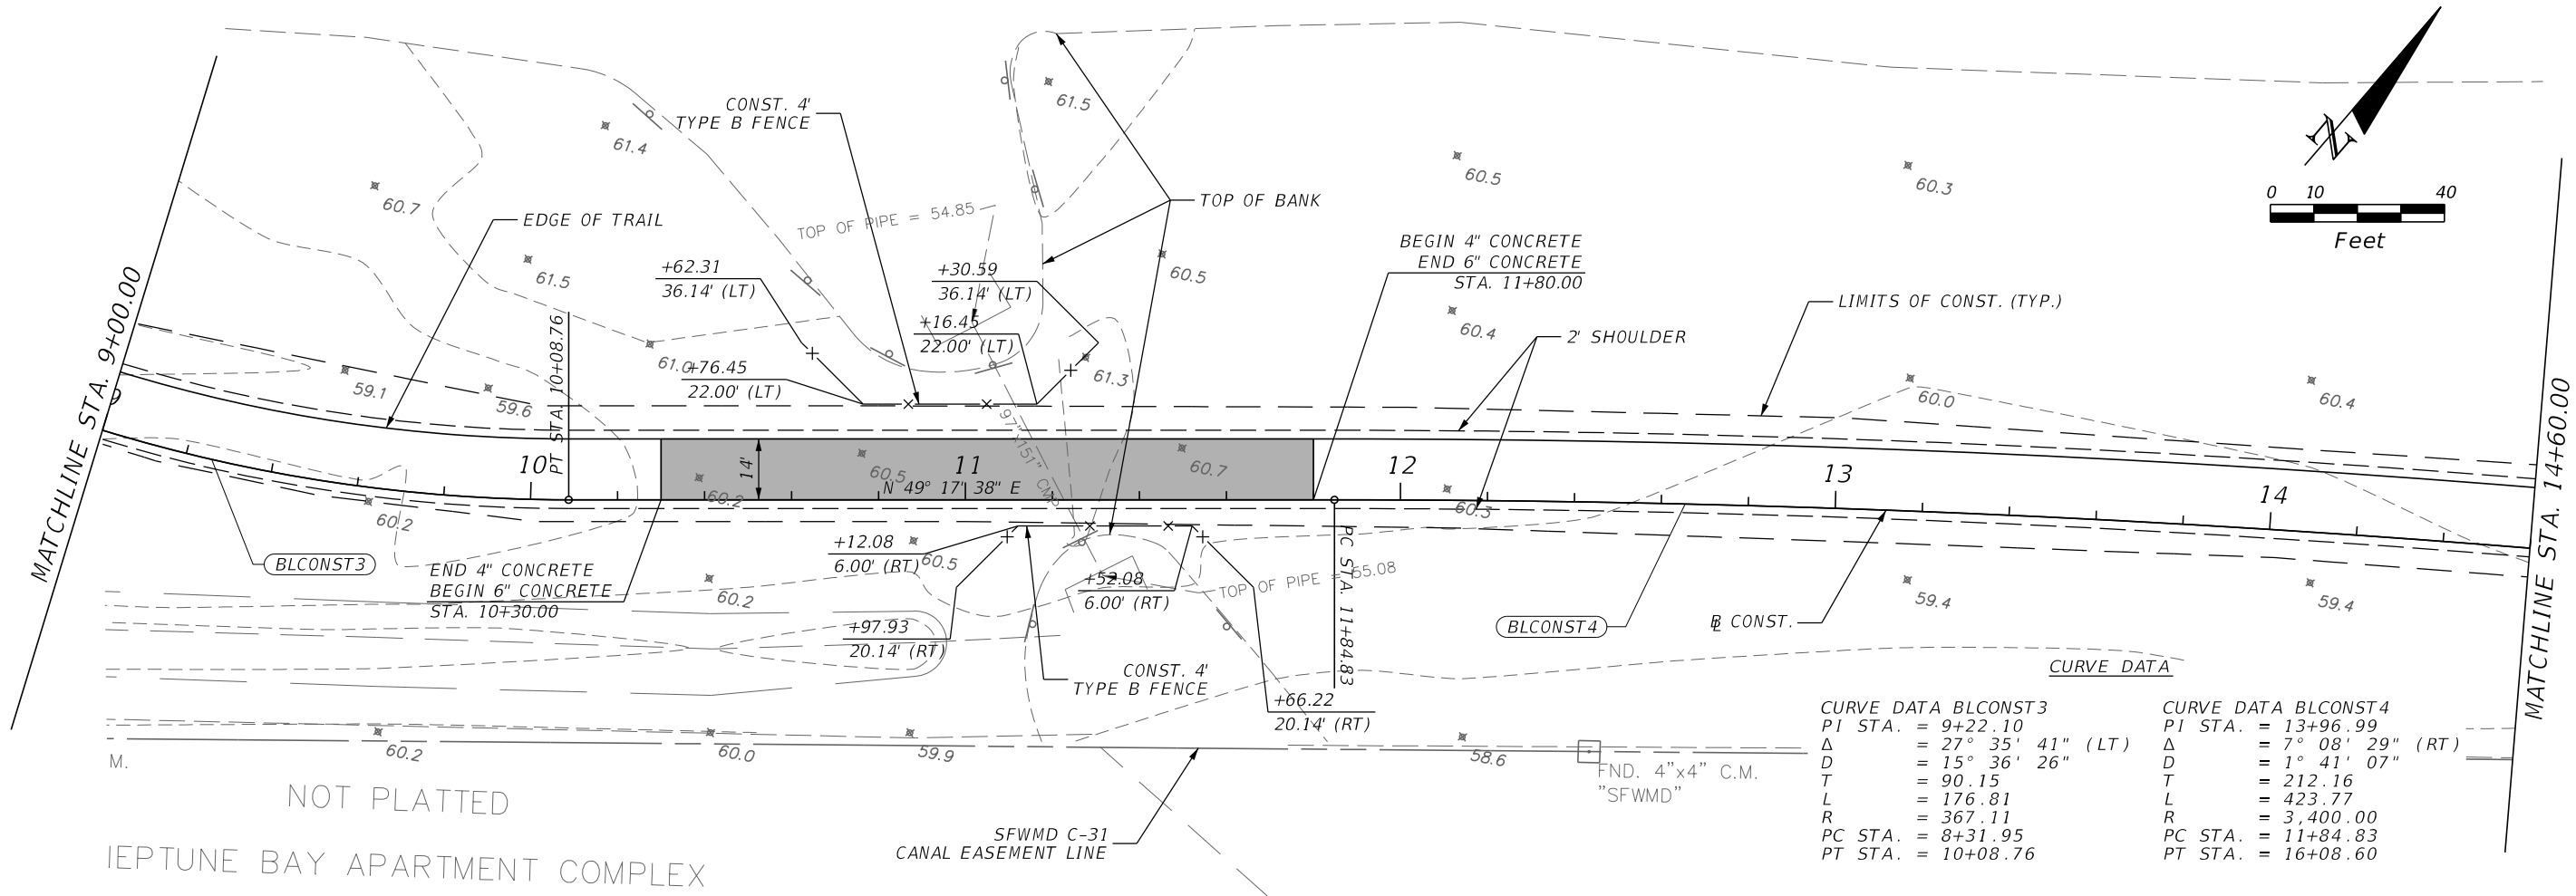 MATCHLINE STA. 9+00.00
MATCHLINE STA. 14+60.00
CONST. 4'
TYPE B FENCE
61.5
61.4
60.7
EDGE OF TRAIL
TOP OF PIPE = 54.85
TOP OF BANK
60.5
60.3
N
0 10 40
Feet
61.5
+62.31
36.14' (LT)
+30.59
36.14' (LT)
60.5
BEGIN 4" CONCRETE
END 6" CONCRETE
STA. 11+80.00
LIMITS OF CONST. (TYP.)
+16.45
22.00' (LT)
60.4
2' SHOULDER
PT STA. 10+08.76
61.0
+76.45
22.00' (LT)
61.3
59.1
59.6
60.0
60.4
9
10
14'
60.5
11
60.7
12
13
14
60.2
N 49° 17' 38" E
97"x151" CMP
60.2
60.3
+12.08
6.00' (RT)
60.5
BLCONST3
END 4" CONCRETE
BEGIN 6" CONCRETE
STA. 10+30.00
60.2
+52.08
6.00' (RT)
TOP OF PIPE = 55.08
PC STA. 11+84.83
59.4
59.4
+97.93
20.14' (RT)
BLCONST4
BL CONST.
CONST. 4'
TYPE B FENCE
+66.22
20.14' (RT)
CURVE DATA
CURVE DATA BLCONST3
PI STA. = 9+22.10
Δ = 27° 35' 41" (LT)
D = 15° 36' 26"
T = 90.15
L = 176.81
R = 367.11
PC STA. = 8+31.95
PT STA. = 10+08.76
CURVE DATA BLCONST4
PI STA. = 13+96.99
Δ = 7° 08' 29" (RT)
D = 1° 41' 07"
T = 212.16
L = 423.77
R = 3,400.00
PC STA. = 11+84.83
PT STA. = 16+08.60
60.2
60.0
59.9
58.6
M.
FND. 4"x4" C.M.
"SFWMD"
NOT PLATTED
SFWMD C-31
CANAL EASEMENT LINE
IEPTUNE BAY APARTMENT COMPLEX